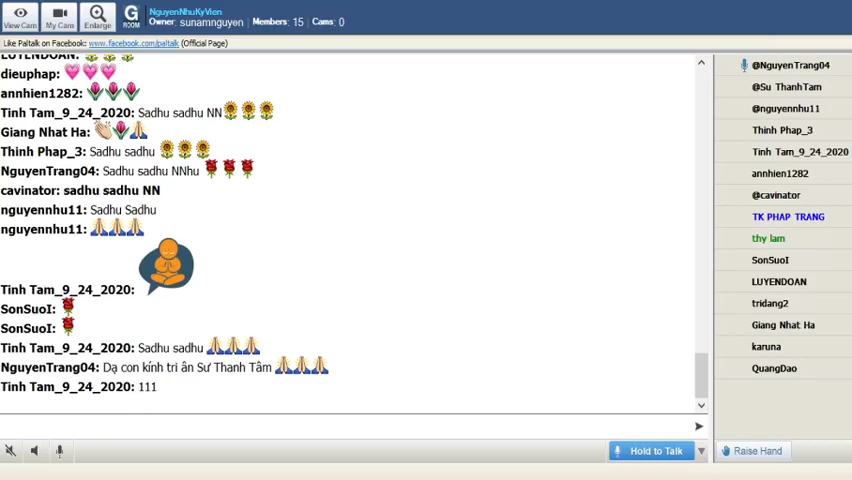 NguyenNhuKyVien
Owner: sunamnguyen Members: 15 Cams: 0
View Cam My Cam Enlarge G ROOM
Like Paltalk on Facebook: www.facebook.com/paltalk (Official Page)
LUYENDOAN:
dieuphap:
annhien1282:
Tinh Tam_9_24_2020: Sadhu sadhu NN
Giang Nhat Ha:
Thinh Phap_3: Sadhu sadhu
NguyenTrang04: Sadhu sadhu NNhu
cavinator: sadhu sadhu NN
nguyennhu11: Sadhu Sadhu
nguyennhu11:
Tinh Tam_9_24_2020:
SonSuoI:
SonSuoI:
Tinh Tam_9_24_2020: Sadhu sadhu
NguyenTrang04: Dạ con kính tri ân Sư Thanh Tâm
Tinh Tam_9_24_2020: 111
@NguyenTrang04
@Su ThanhTam
@nguyennhu11
Thinh Phap_3
Tinh Tam_9_24_2020
annhien1282
@cavinator
TK PHAP TRANG
thy lam
SonSuoI
LUYENDOAN
tridang2
Giang Nhat Ha
karuna
QuangDao
Hold to Talk
Raise Hand